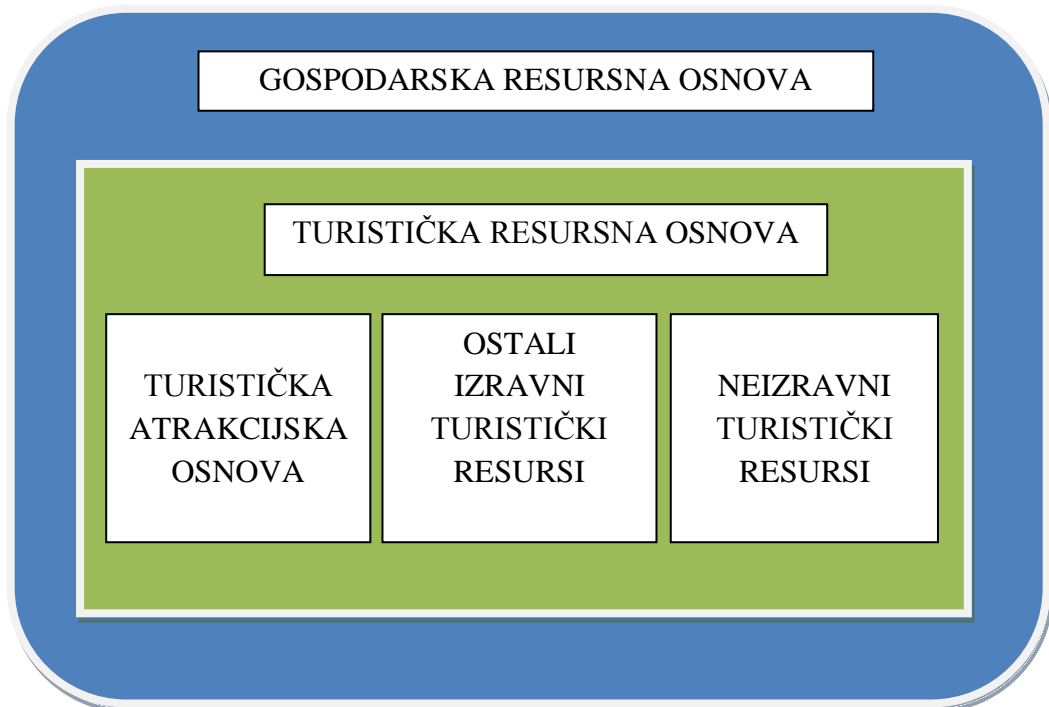 GOSPODARSKA RESURSNA OSNOVA
TURISTIČKA RESURSNA OSNOVA
TURISTIČKA
ATRAKCIJSKA
OSNOVA
OSTALI
IZRAVNI
TURISTIČKI
RESURSI
NEIZRAVNI
TURISTIČKI
RESURSI